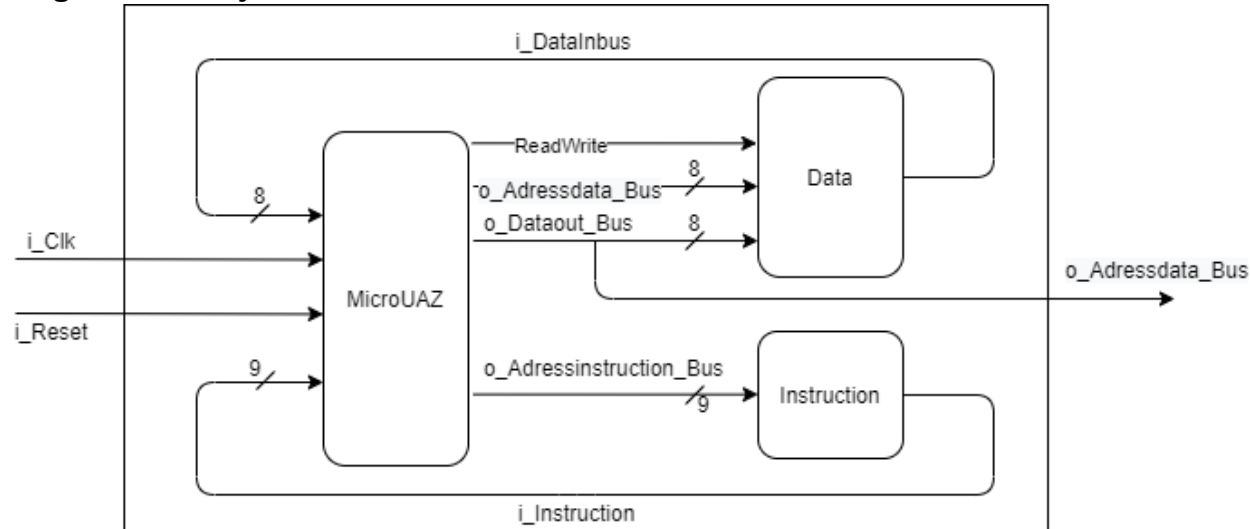 i_DataInbus
ReadWrite
8
o_Adressdata_Bus
8
Data
8
o_Dataout_Bus
i_Clk
o_Adressdata_Bus
MicroUAZ
i_Reset
9
o_Adressinstruction_Bus
9
Instruction
i_Instruction